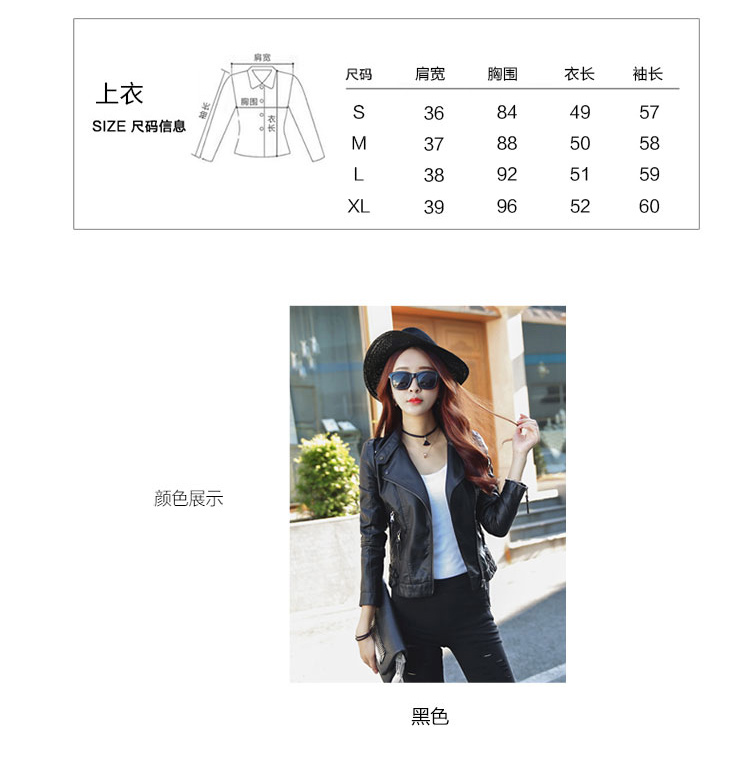 上衣
SIZE 尺码信息
肩宽
胸围
衣长
袖长
尺码 肩宽 胸围 衣长 袖长
S 36 84 49 57
M 37 88 50 58
L 38 92 51 59
XL 39 96 52 60
颜色展示
黑色